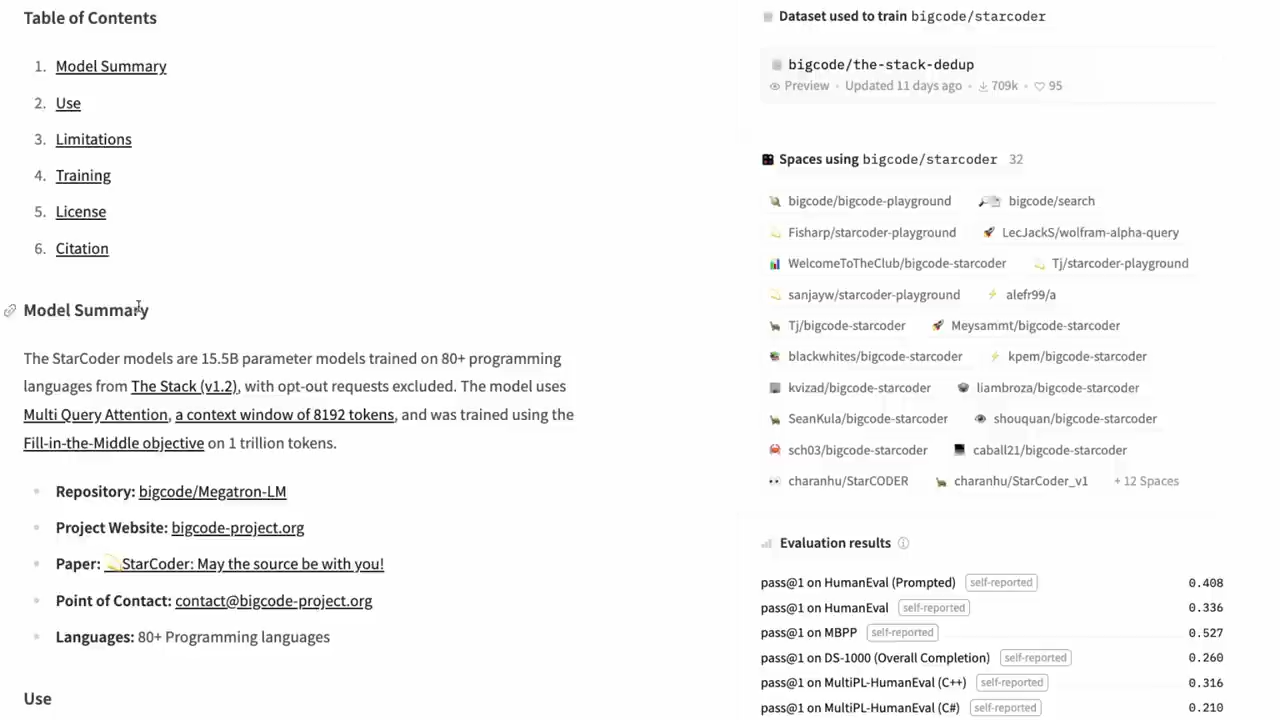 Table of Contents
1. Model Summary
2. Use
3. Limitations
4. Training
5. License
6. Citation
Model Summary
The StarCoder models are 15.5B parameter models trained on 80+ programming
languages from The Stack (v1.2), with opt-out requests excluded. The model uses
Multi Query Attention, a context window of 8192 tokens, and was trained using the
Fill-in-the-Middle objective on 1 trillion tokens.
Repository: bigcode/Megatron-LM
Project Website: bigcode-project.org
Paper: StarCoder: May the source be with you!
Point of Contact: contact@bigcode-project.org
Languages: 80+ Programming languages
Use
Dataset used to train bigcode/starcoder
bigcode/the-stack-dedup
Preview • Updated 11 days ago • 709k • 95
Spaces using bigcode/starcoder 32
bigcode/bigcode-playground bigcode/search
Fisharp/starcoder-playground LecJackS/wolfram-alpha-query
WelcomeToTheClub/bigcode-starcoder Tj/starcoder-playground
sanjayw/starcoder-playground alefr99/a
Tj/bigcode-starcoder Meysammt/bigcode-starcoder
blackwhites/bigcode-starcoder kpem/bigcode-starcoder
kvizad/bigcode-starcoder liambroza/bigcode-starcoder
SeanKula/bigcode-starcoder shouquan/bigcode-starcoder
sch03/bigcode-starcoder caball21/bigcode-starcoder
charanhu/StarCODER charanhu/StarCoder_v1 + 12 Spaces
Evaluation results
pass@1 on HumanEval (Prompted) self-reported 0.408
pass@1 on HumanEval self-reported 0.336
pass@1 on MBPP self-reported 0.527
pass@1 on DS-1000 (Overall Completion) self-reported 0.260
pass@1 on MultiPL-HumanEval (C++) self-reported 0.316
pass@1 on MultiPL-HumanEval (C#) self-reported 0.210